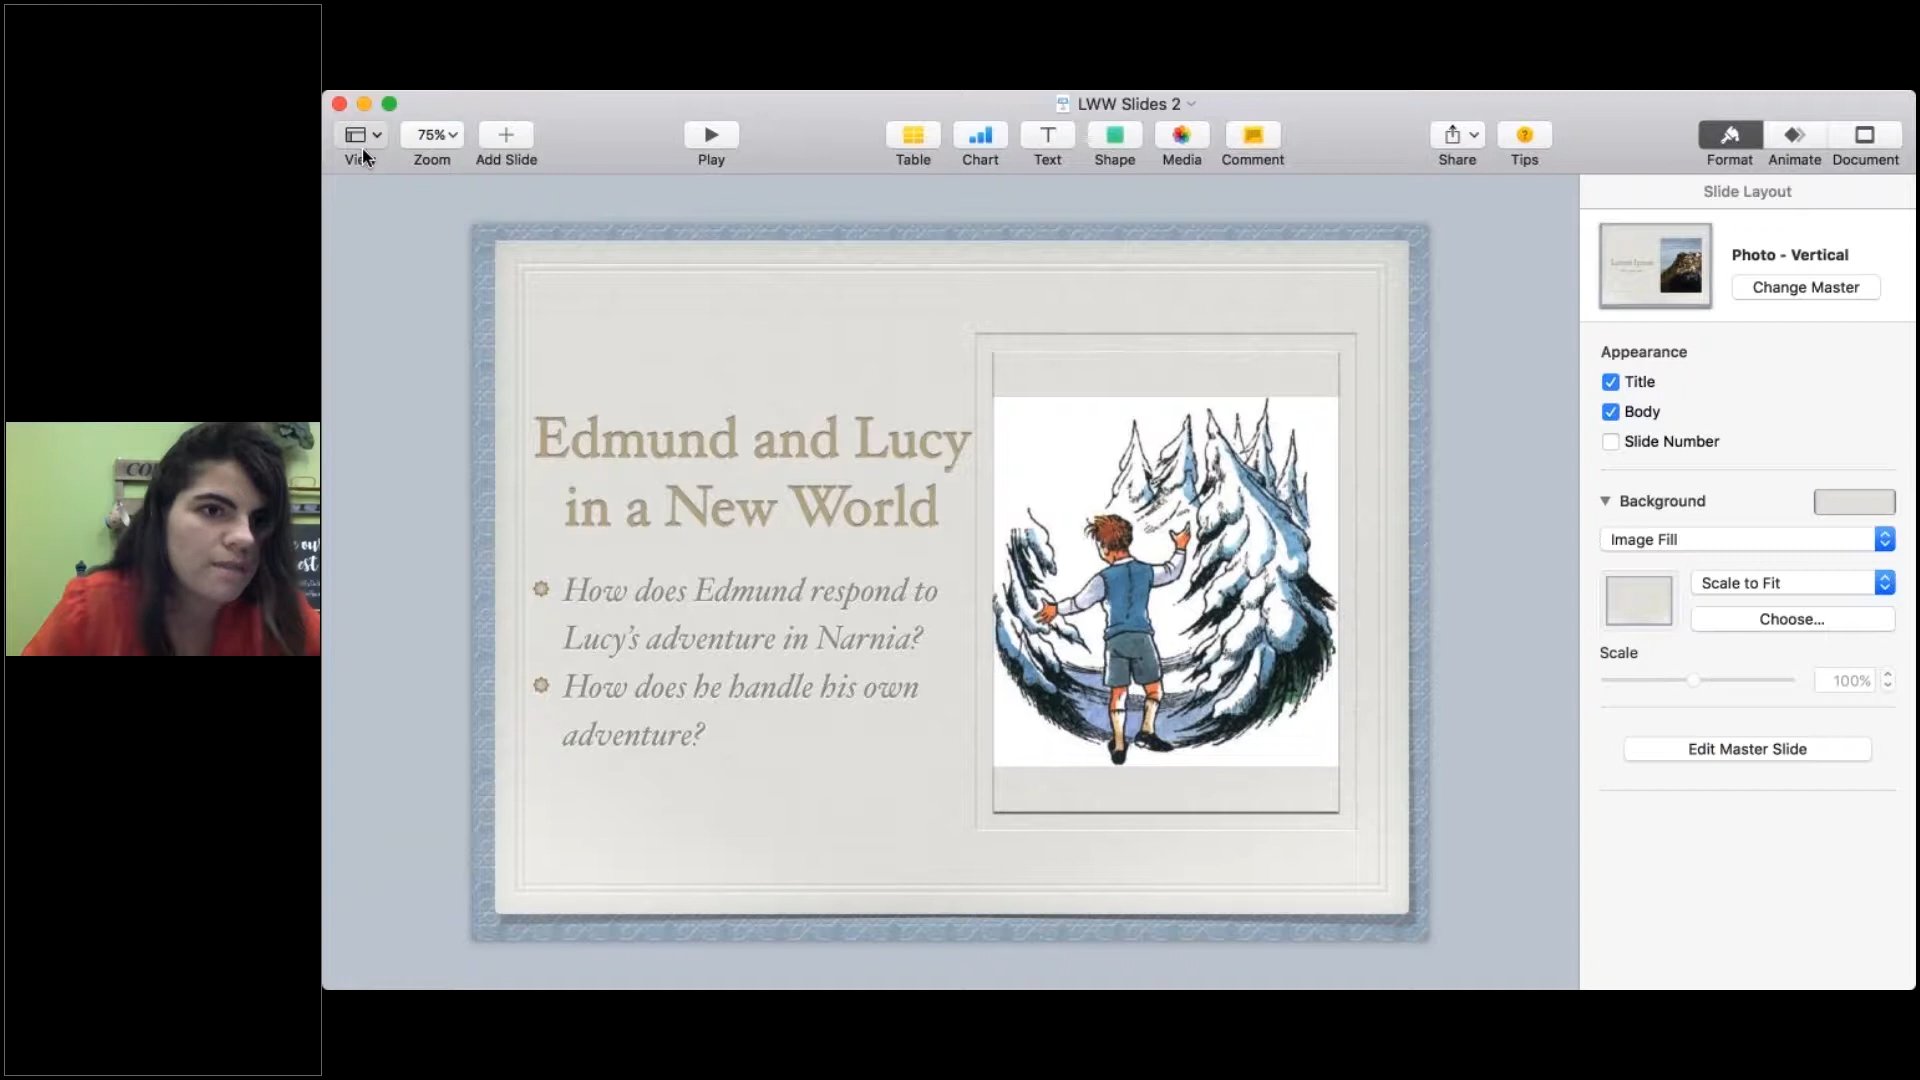 LWW Slides 2
75%
View
Zoom
Add Slide
Play
Table
Chart
Text
Shape
Media
Comment
Share
Tips
Format
Animate
Document
Edmund and Lucy
in a New World
How does Edmund respond to
Lucy's adventure in Narnia?
How does he handle his own
adventure?
Slide Layout
Photo - Vertical
Change Master
Appearance
Title
Body
Slide Number
Background
Image Fill
Scale to Fit
Choose...
Scale
100%
Edit Master Slide